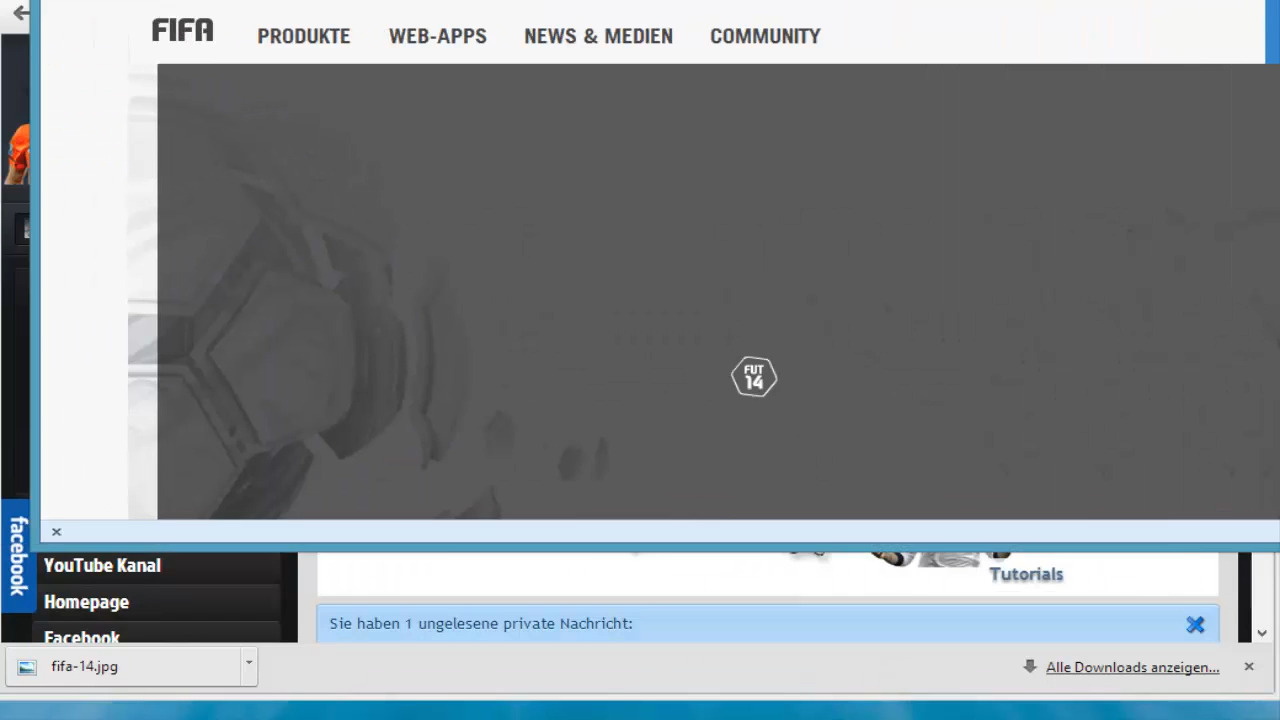 FIFA
PRODUKTE
WEB-APPS
NEWS & MEDIEN
COMMUNITY
FUT
14
facebook
YouTube Kanal
Homepage
Facebook
Tutorials
Sie haben 1 ungelesene private Nachricht:
fifa-14.jpg
Alle Downloads anzeigen...